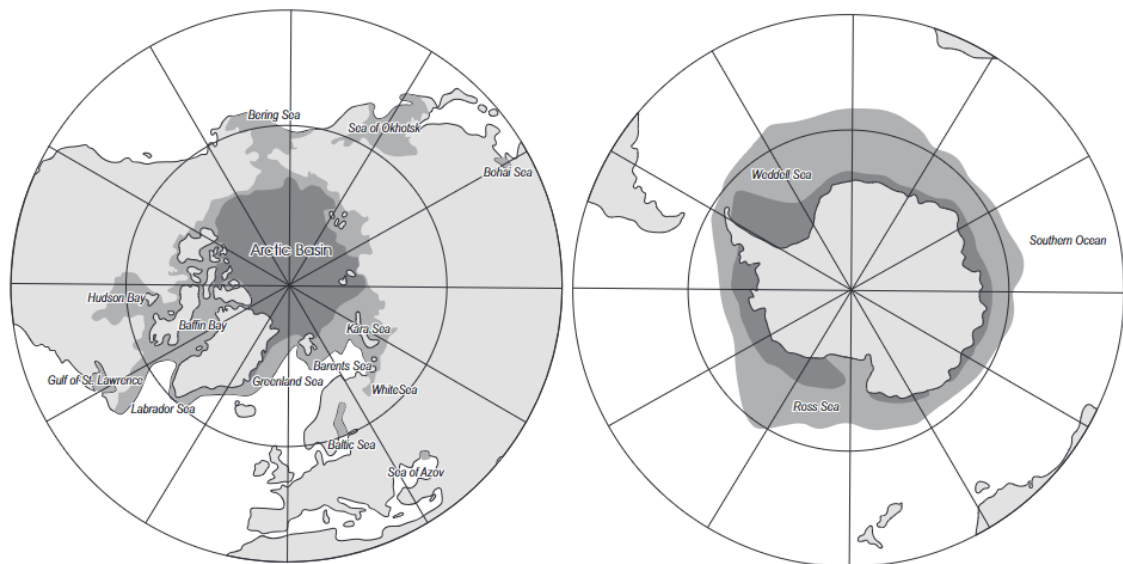 Bering Sea
Sea of Okhotsk
Bohai Sea
Arctic Basin
Hudson Bay
Baffin Bay
Kara Sea
Barents Sea
Gulf of St. Lawrence
Greenland Sea
WhiteSea
Labrador Sea
Baltic Sea
Sea of Azov
Weddell Sea
Southern Ocean
Ross Sea